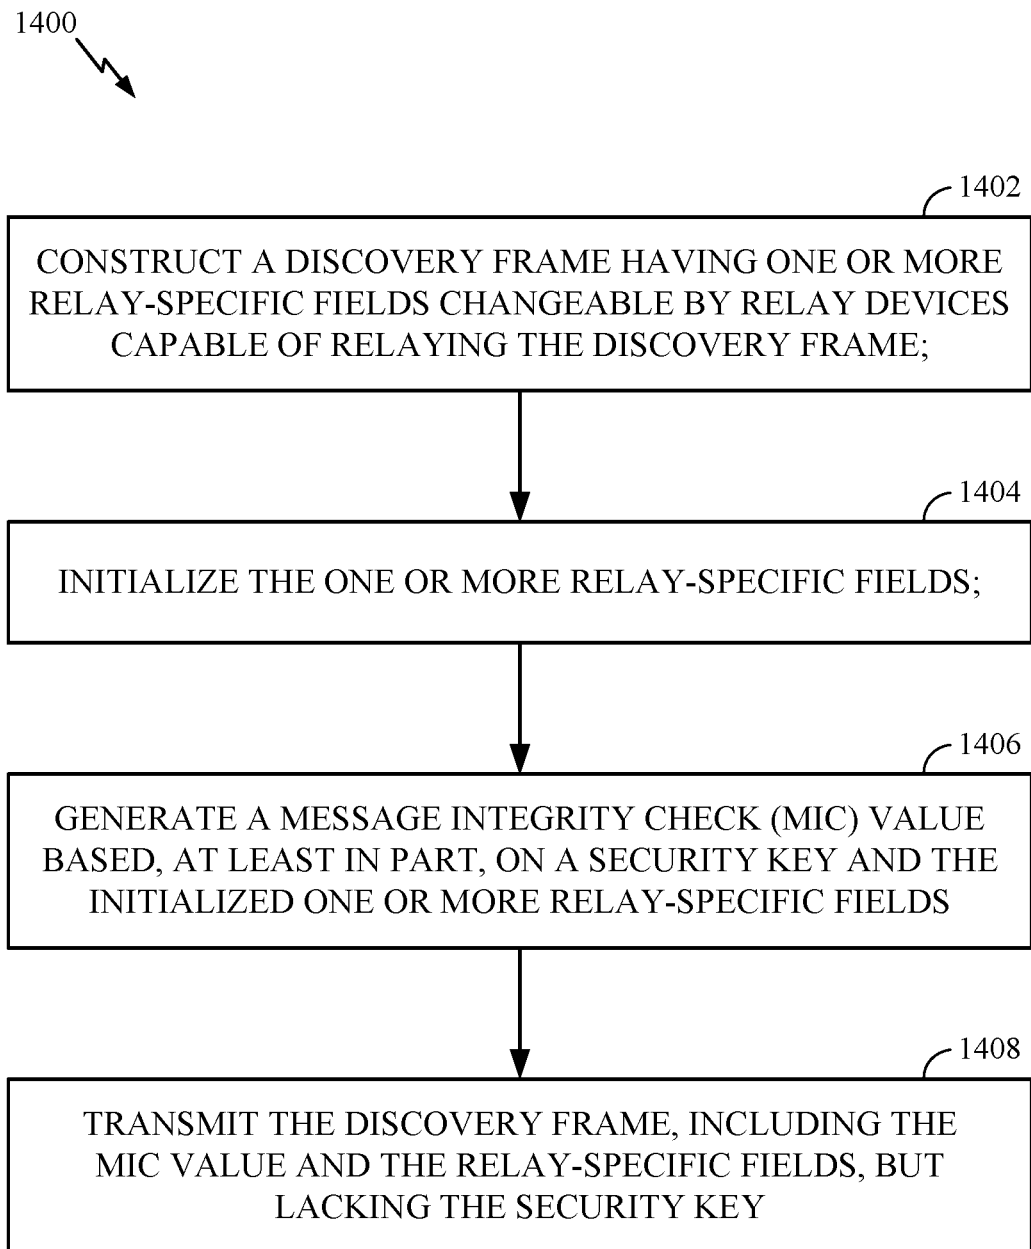 1400
1402
CONSTRUCT A DISCOVERY FRAME HAVING ONE OR MORE
RELAY-SPECIFIC FIELDS CHANGEABLE BY RELAY DEVICES
CAPABLE OF RELAYING THE DISCOVERY FRAME;
1404
INITIALIZE THE ONE OR MORE RELAY-SPECIFIC FIELDS;
1406
GENERATE A MESSAGE INTEGRITY CHECK (MIC) VALUE
BASED, AT LEAST IN PART, ON A SECURITY KEY AND THE
INITIALIZED ONE OR MORE RELAY-SPECIFIC FIELDS
1408
TRANSMIT THE DISCOVERY FRAME, INCLUDING THE
MIC VALUE AND THE RELAY-SPECIFIC FIELDS, BUT
LACKING THE SECURITY KEY